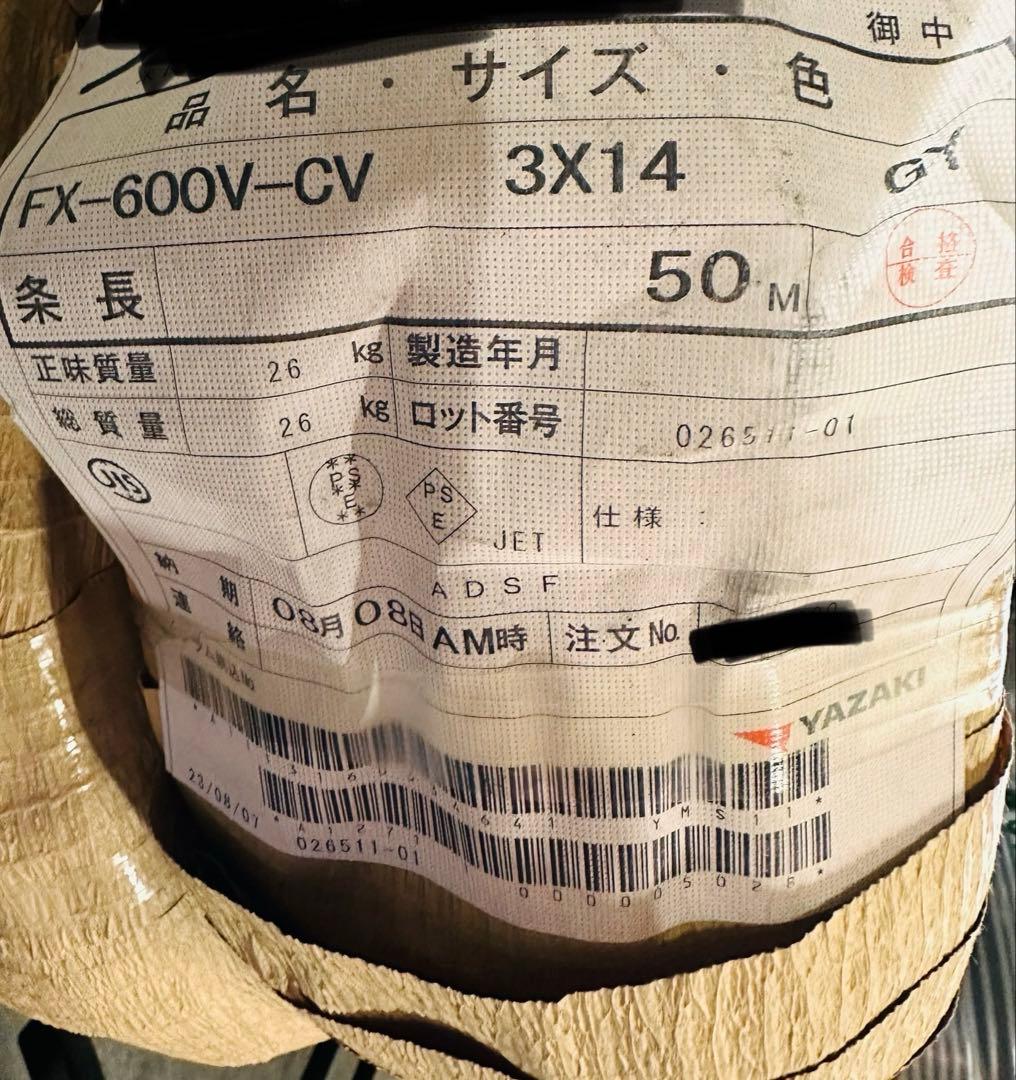 御中
品名・サイズ・色
FX-600V-CV 3X14 GY
条長 50M
合格
検査
正味質量 26 kg 製造年月
総質量 26 kg ロット番号 026511-01
JIS
**
PS
*E*
**
PS
E
JET
仕様:
ADSF
納期
連絡
08月08日AM時 注文No.
YAZAKI
YMS11*
23/08/07
026511-01
0000050